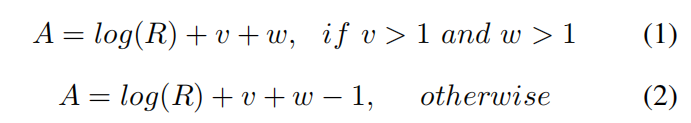 A = log(R) + v + w, if v > 1 and w > 1 (1)
A = log(R) + v + w − 1, otherwise (2)